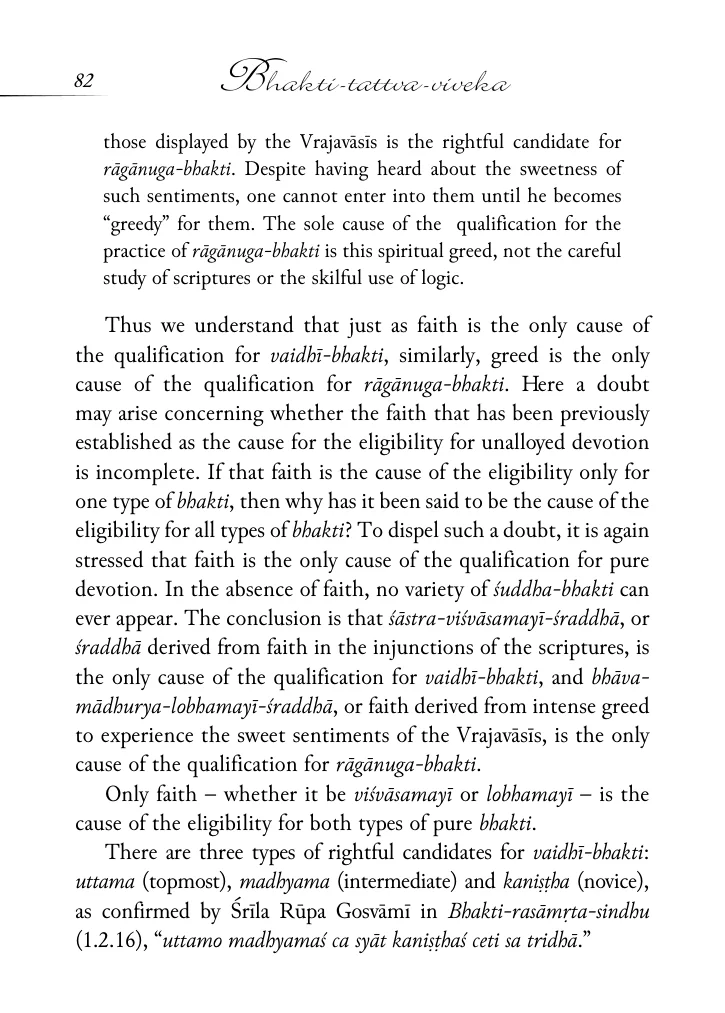 82
Bhakti-tattva-viveka
those displayed by the Vrajavāsīs is the rightful candidate for
rāgānuga-bhakti. Despite having heard about the sweetness of
such sentiments, one cannot enter into them until he becomes
“greedy” for them. The sole cause of the qualification for the
practice of rāgānuga-bhakti is this spiritual greed, not the careful
study of scriptures or the skilful use of logic.
Thus we understand that just as faith is the only cause of
the qualification for vaidhī-bhakti, similarly, greed is the only
cause of the qualification for rāgānuga-bhakti. Here a doubt
may arise concerning whether the faith that has been previously
established as the cause for the eligibility for unalloyed devotion
is incomplete. If that faith is the cause of the eligibility only for
one type of bhakti, then why has it been said to be the cause of the
eligibility for all types of bhakti? To dispel such a doubt, it is again
stressed that faith is the only cause of the qualification for pure
devotion. In the absence of faith, no variety of śuddha-bhakti can
ever appear. The conclusion is that śāstra-viśvāsamayī-śraddhā, or
śraddhā derived from faith in the injunctions of the scriptures, is
the only cause of the qualification for vaidhī-bhakti, and bhāva-
mādhurya-lobhamayī-śraddhā, or faith derived from intense greed
to experience the sweet sentiments of the Vrajavāsīs, is the only
cause of the qualification for rāgānuga-bhakti.
Only faith – whether it be viśvāsamayī or lobhamayī – is the
cause of the eligibility for both types of pure bhakti.
There are three types of rightful candidates for vaidhī-bhakti:
uttama (topmost), madhyama (intermediate) and kaniṣṭha (novice),
as confirmed by Śrīla Rūpa Gosvāmī in Bhakti-rasāmṛta-sindhu
(1.2.16), “uttamo madhyamaś ca syāt kaniṣṭhaś ceti sa tridhā.”